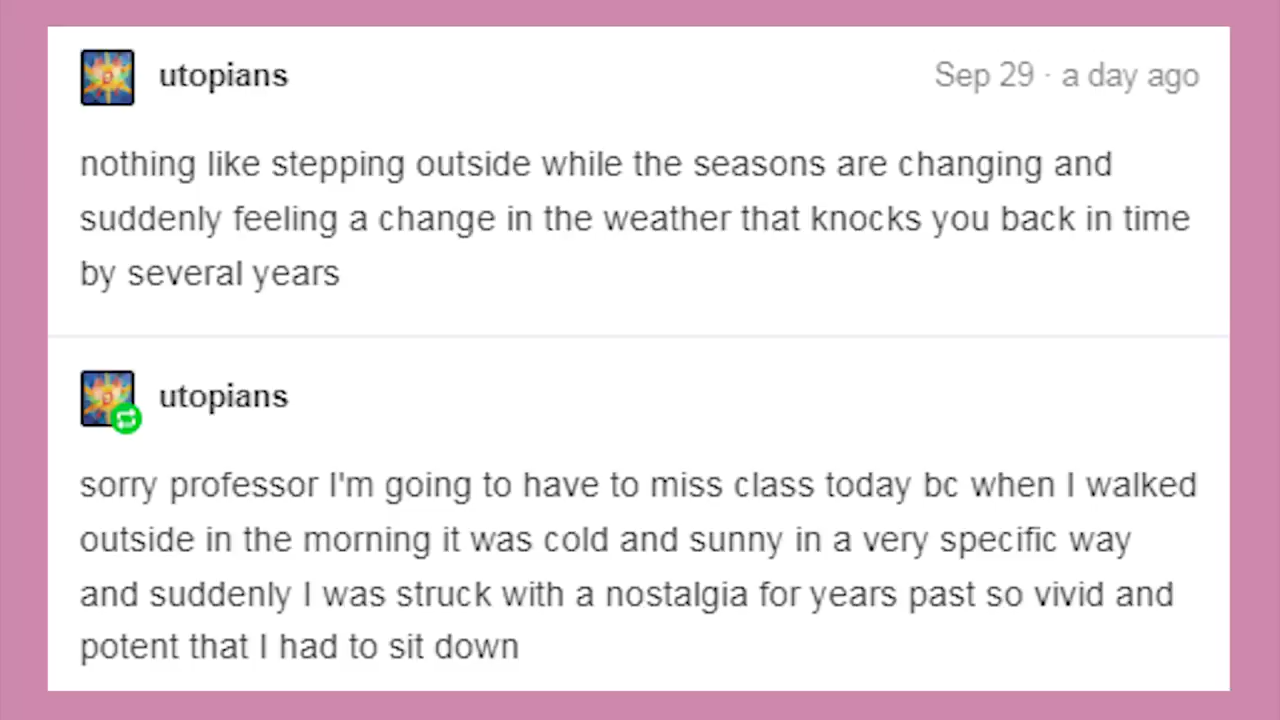 utopians
Sep 29 · a day ago
nothing like stepping outside while the seasons are changing and
suddenly feeling a change in the weather that knocks you back in time
by several years
utopians
sorry professor I'm going to have to miss class today bc when I walked
outside in the morning it was cold and sunny in a very specific way
and suddenly I was struck with a nostalgia for years past so vivid and
potent that I had to sit down